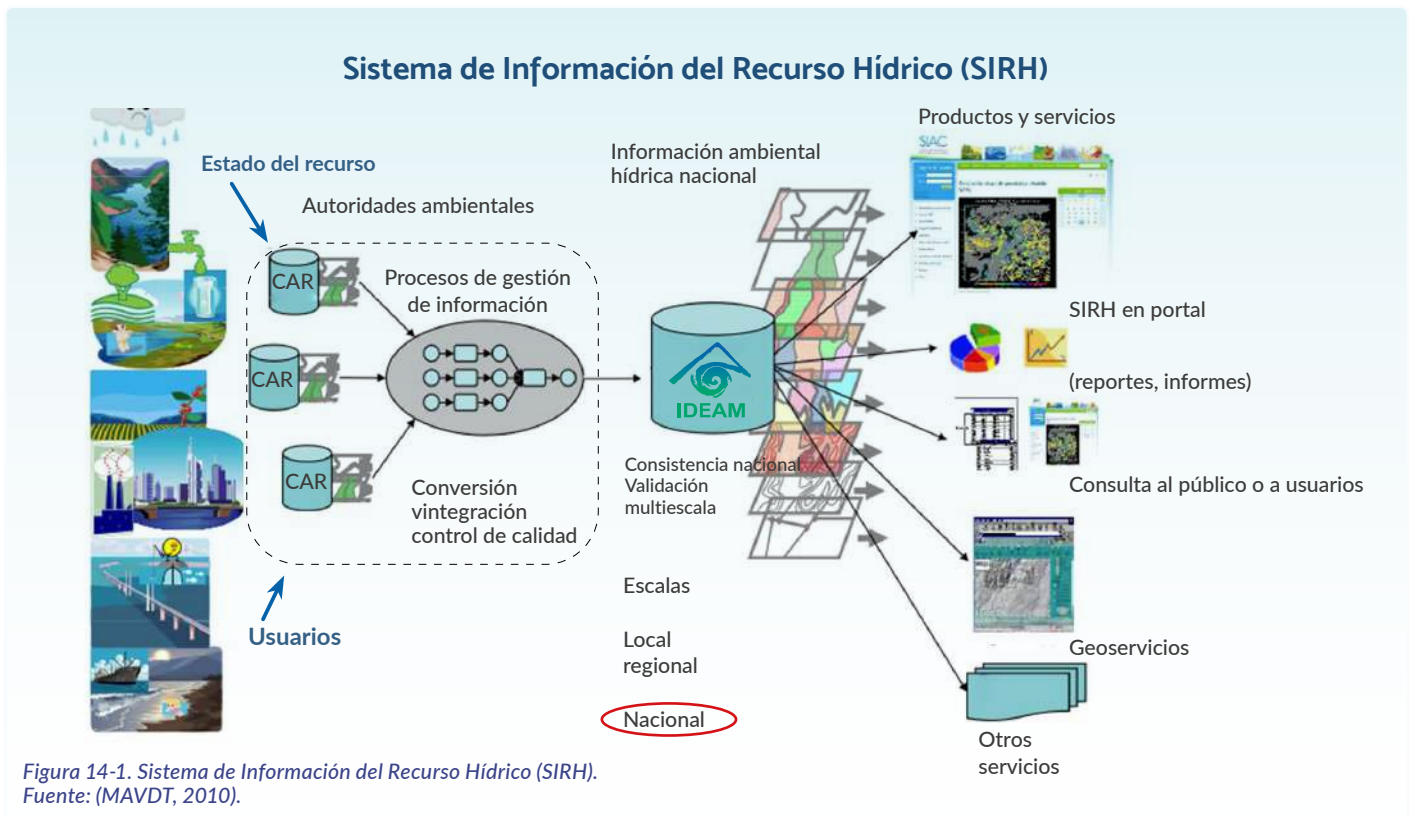 Sistema de Información del Recurso Hídrico (SIRH)
Estado del recurso
Autoridades ambientales
CAR
CAR
CAR
Procesos de gestión
de información
Conversión
vintegración
control de calidad
Usuarios
Información ambiental
hídrica nacional
IDEAM
Consistencia nacional
Validación
multiescala
Escalas
Local
regional
Nacional
Productos y servicios
SIAC
SIRH en portal
(reportes, informes)
Consulta al público o a usuarios
Geoservicios
Otros
servicios
Figura 14-1. Sistema de Información del Recurso Hídrico (SIRH).
Fuente: (MAVDT, 2010).